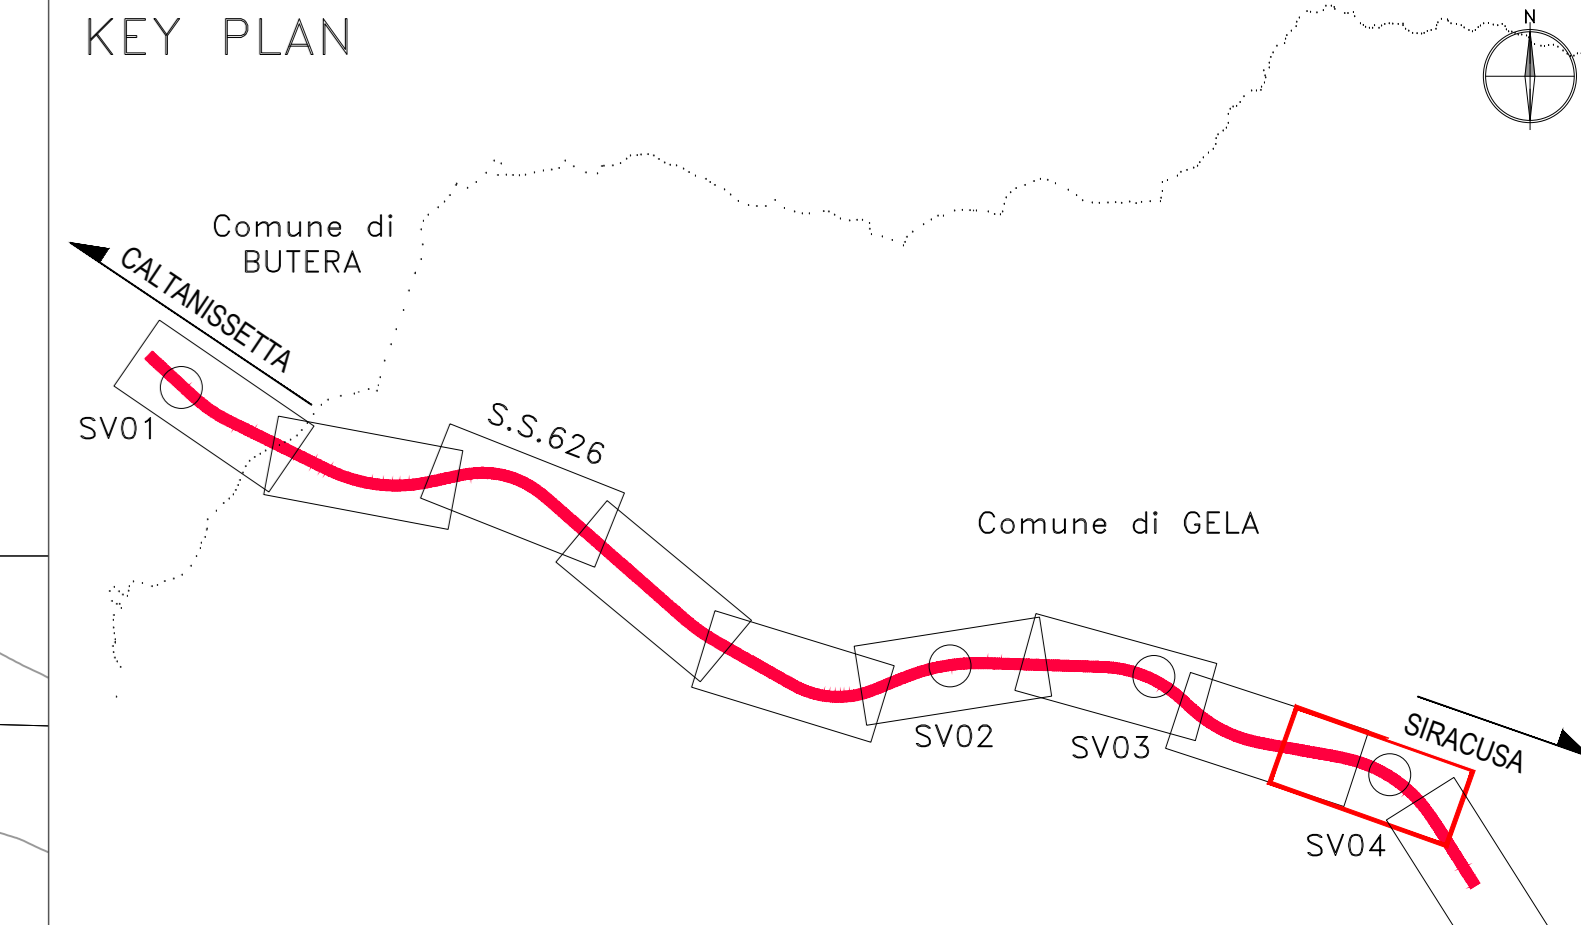 KEY PLAN
N
Comune di
BUTERA
CALTANISSETTA
SV01
S.S.626
Comune di GELA
SV02
SV03
SIRACUSA
SV04